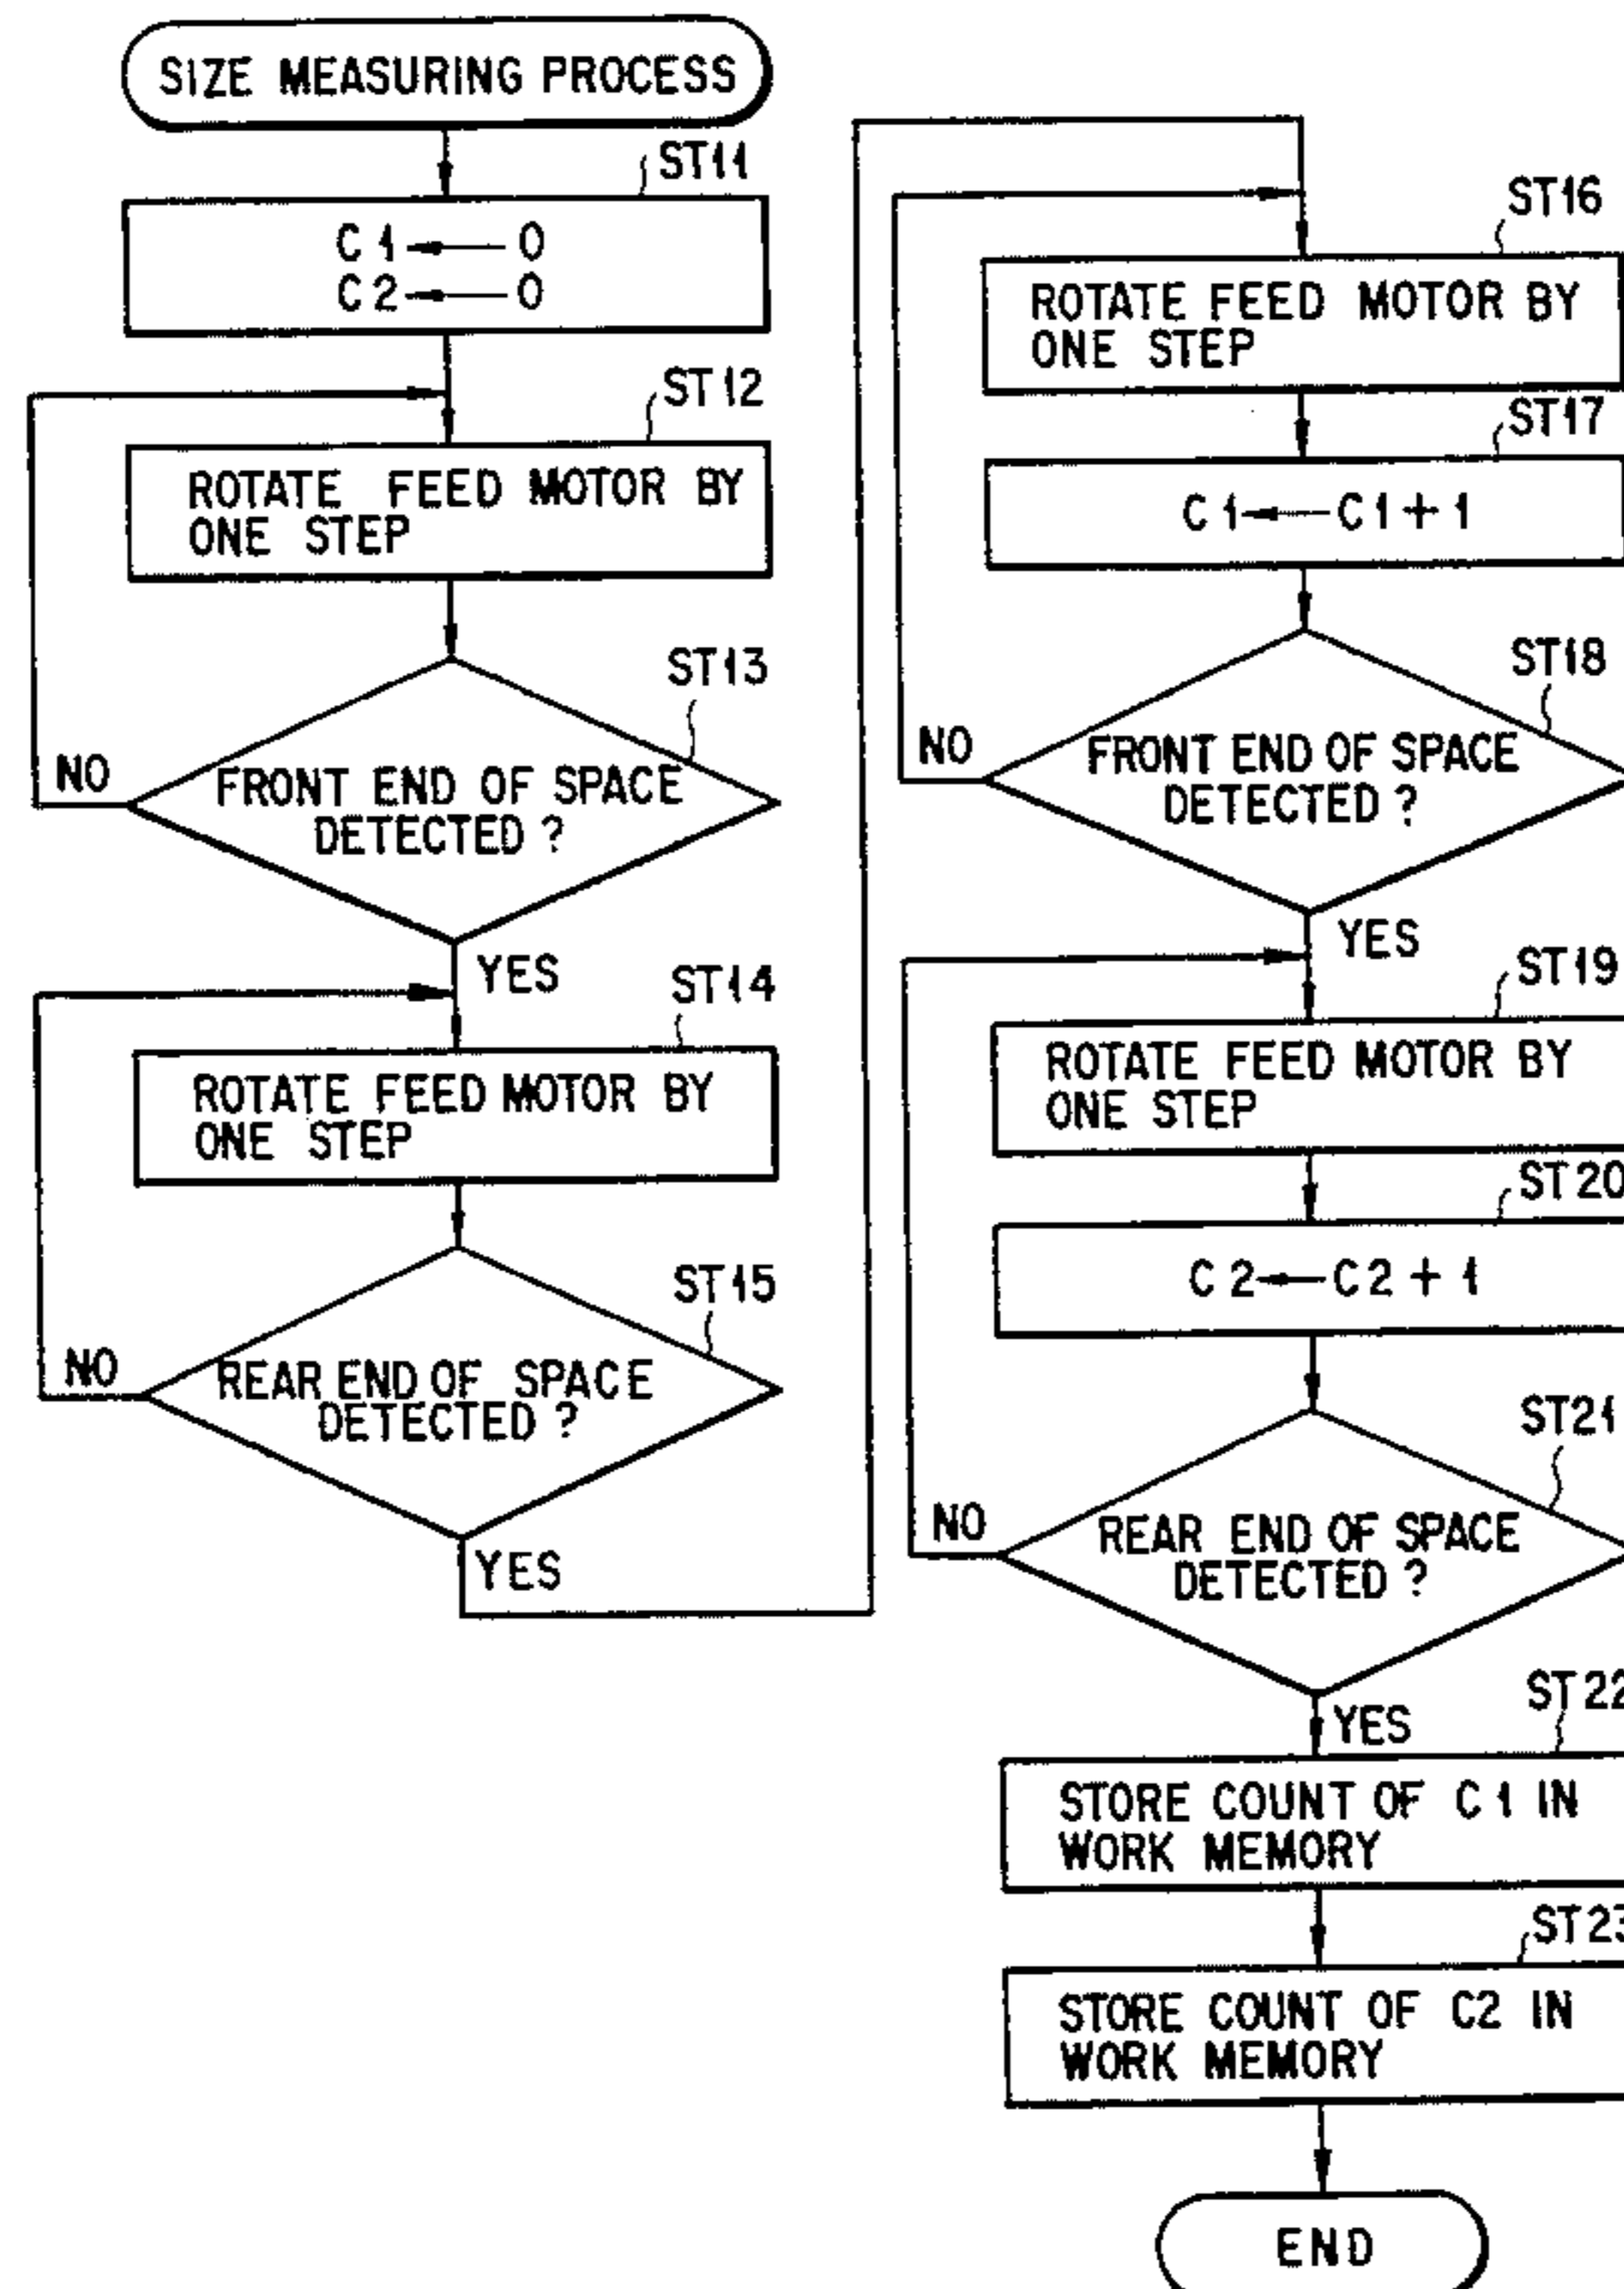 SIZE MEASURING PROCESS
ST11
C1 ← 0
C2 ← 0
ST12
ROTATE FEED MOTOR BY
ONE STEP
ST13
FRONT END OF SPACE
DETECTED ?
NO
YES
ST14
ROTATE FEED MOTOR BY
ONE STEP
ST15
REAR END OF SPACE
DETECTED ?
NO
YES
ST16
ROTATE FEED MOTOR BY
ONE STEP
ST17
C1 ← C1 + 1
ST18
FRONT END OF SPACE
DETECTED ?
NO
YES
ST19
ROTATE FEED MOTOR BY
ONE STEP
ST20
C2 ← C2 + 1
ST21
REAR END OF SPACE
DETECTED ?
NO
YES
ST22
STORE COUNT OF C1 IN
WORK MEMORY
ST23
STORE COUNT OF C2 IN
WORK MEMORY
END